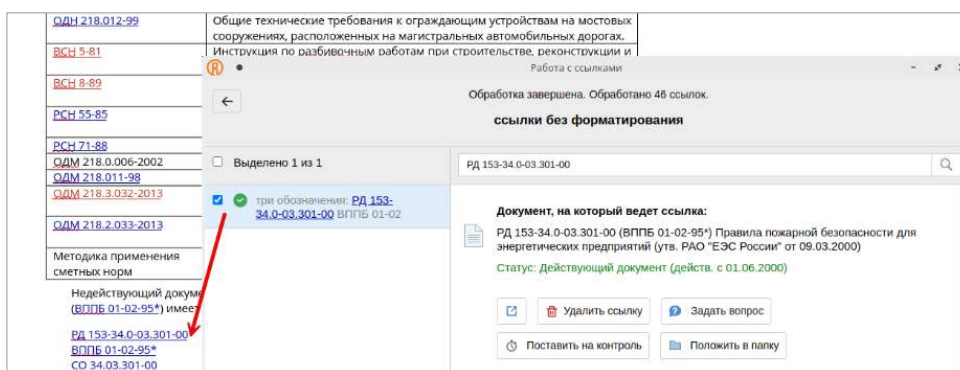 ОДН 218.012-99
Общие технические требования к ограждающим устройствам на мостовых
сооружениях, расположенных на магистральных автомобильных дорогах.
ВСН 5-81
Инструкция по разбивочным работам при строительстве, реконструкции и
ВСН 8-89
РСН 55-85
РСН 71-88
ОДМ 218.0.006-2002
ОДМ 218.011-98
ОДМ 218.3.032-2013
ОДМ 218.2.033-2013
Методика применения
сметных норм
Недействующий докуме
(ВППБ 01-02-95*) имеет
РД 153-34.0-03.301-00
ВППБ 01-02-95*
СО 34.03.301-00
Работа с ссылками
Обработка завершена. Обработано 46 ссылок.
ссылки без форматирования
Выделено 1 из 1
три обозначения: РД 153-
34.0-03.301-00 ВППБ 01-02
РД 153-34.0-03.301-00
Документ, на который ведет ссылка:
РД 153-34.0-03.301-00 (ВППБ 01-02-95*) Правила пожарной безопасности для
энергетических предприятий (утв. РАО "ЕЭС России" от 09.03.2000)
Статус: Действующий документ (действ. с 01.06.2000)
Удалить ссылку
Задать вопрос
Поставить на контроль
Положить в папку